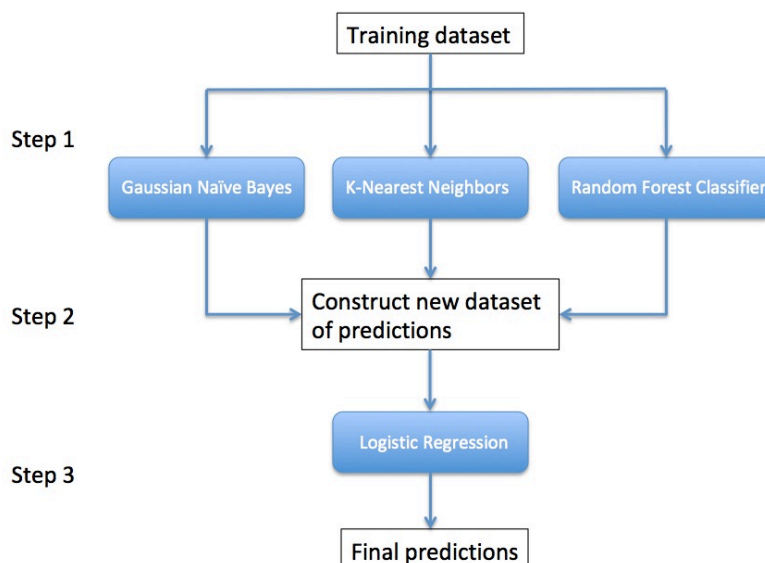 Training dataset
Step 1
Gaussian Naïve Bayes
K-Nearest Neighbors
Random Forest Classifier
Step 2
Construct new dataset
of predictions
Logistic Regression
Step 3
Final predictions